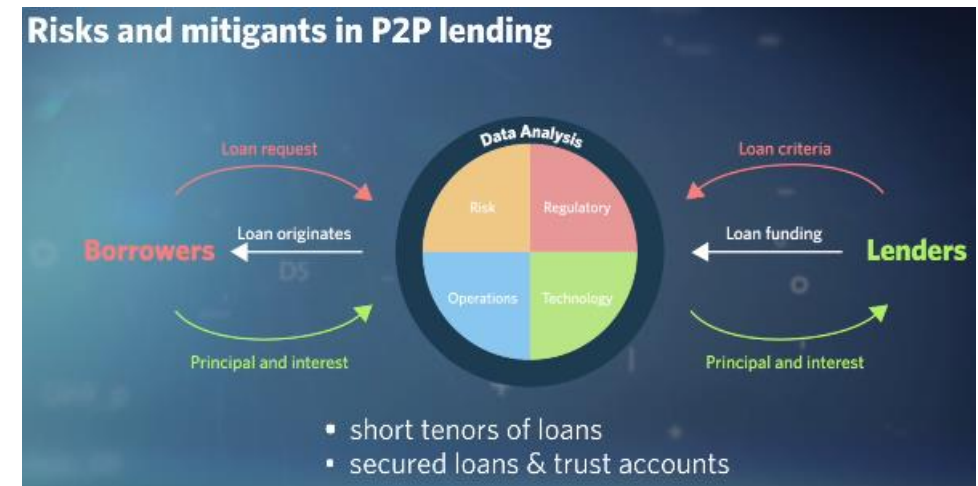 Risks and mitigants in P2P lending
Data Analysis
Loan request
Loan criteria
Risk
Regulatory
Borrowers
Loan originates
Loan funding
Lenders
Operations
Technology
Principal and interest
Principal and interest
▪ short tenors of loans
▪ secured loans & trust accounts